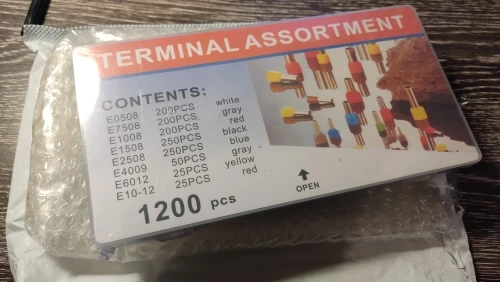 TERMINAL ASSORTMENT
CONTENTS:
E0508 200PCS white
E7508 200PCS. gray
E1008 200PCS red
E1508 250PCS black
E2508 250PCS blue
E4009 50PCS gray
E6012 25PCS yellow
E10-12 25PCS red
1200 pcs
OPEN